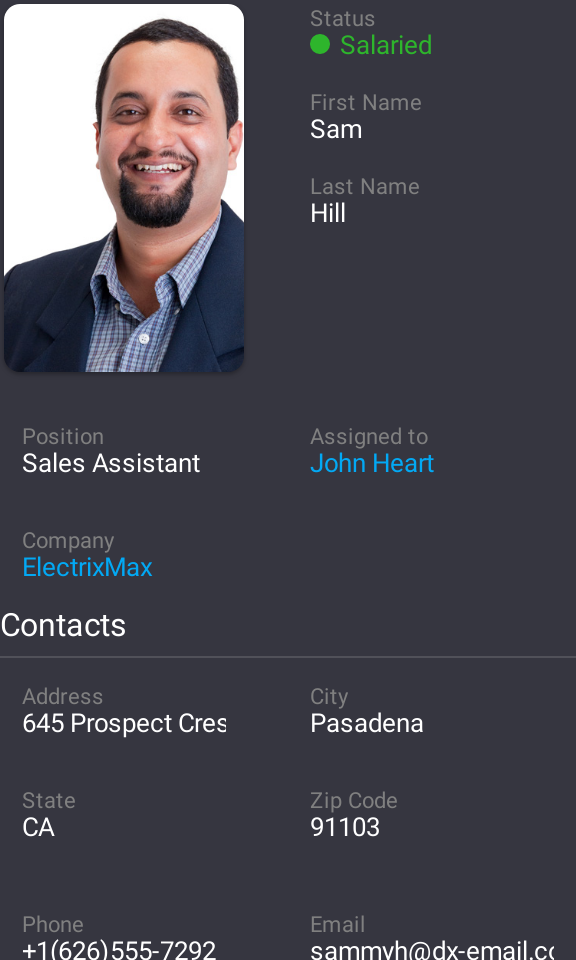 Status
Salaried
First Name
Sam
Last Name
Hill
Position
Assigned to
Sales Assistant
John Heart
Company
ElectrixMax
Contacts
Address
City
645 Prospect Cres
Pasadena
State
Zip Code
CA
91103
Phone
Email
+1(626)555-7292
sammyh@dx-email.co